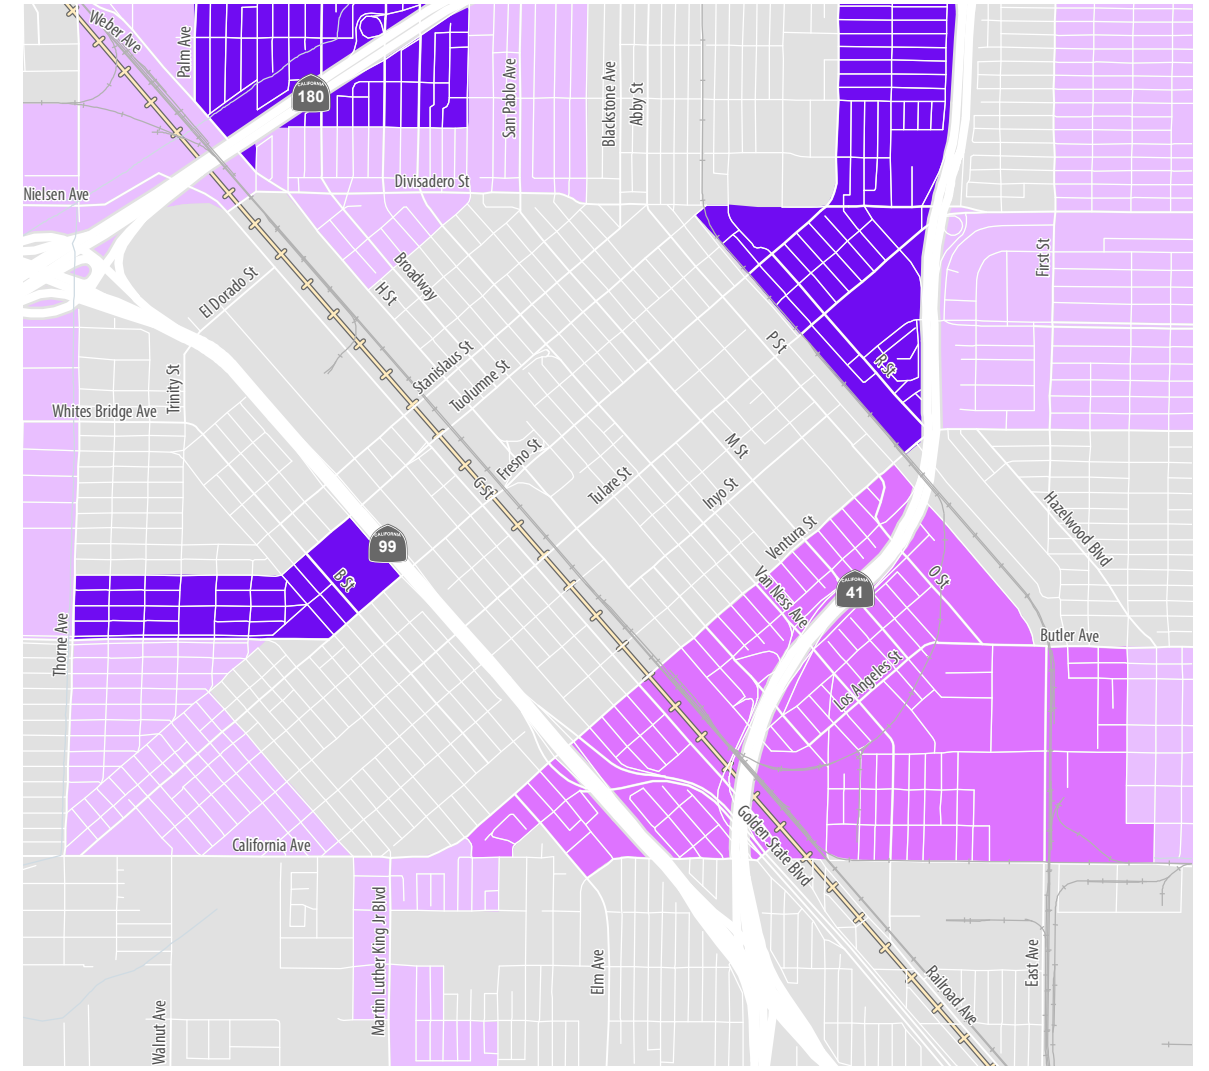 Weber Ave
Palm Ave
CALIFORNIA
180
San Pablo Ave
Blackstone Ave
Abby St
Nielsen Ave
Divisadero St
El Dorado St
Broadway
H St
First St
Stanislaus St
Tuolumne St
P St
R St
Trinity St
Whites Bridge Ave
Fresno St
G St
Tulare St
M St
Inyo St
Ventura St
Hazelwood Blvd
CALIFORNIA
99
B St
Van Ness Ave
CALIFORNIA
41
O St
Thorne Ave
Butler Ave
Los Angeles St
California Ave
Golden State Blvd
Martin Luther King Jr Blvd
Elm Ave
East Ave
Railroad Ave
Walnut Ave